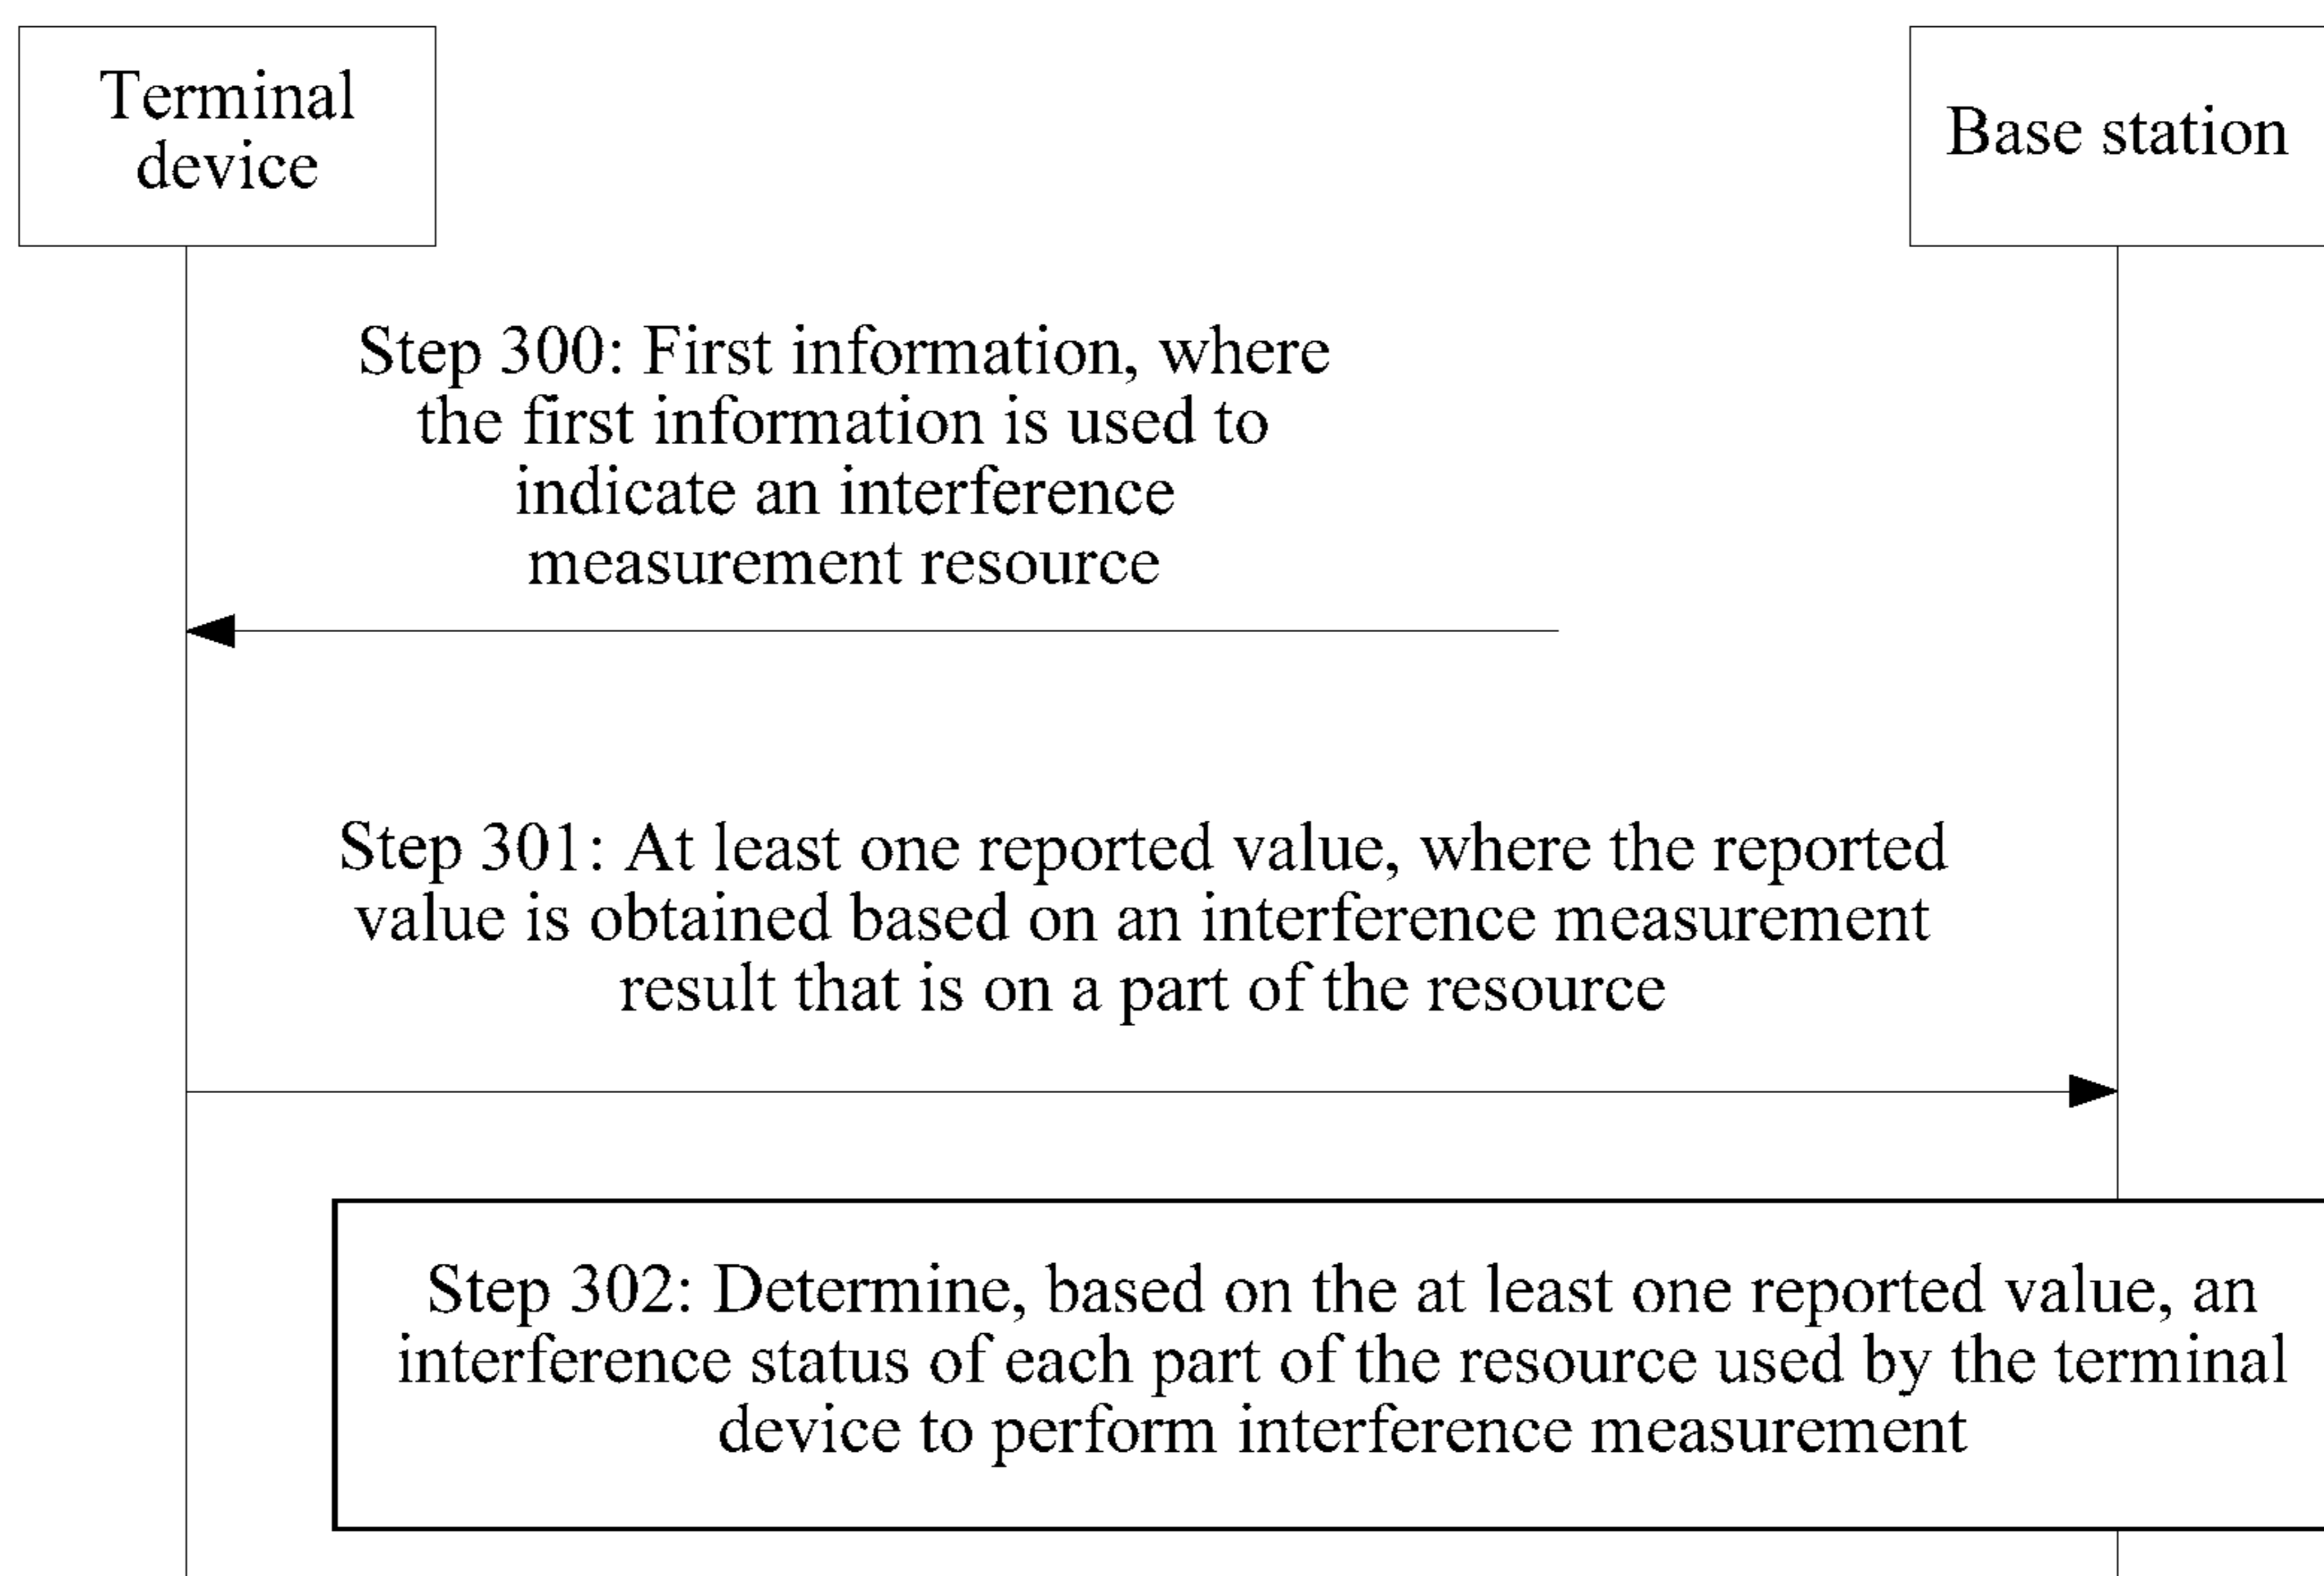 Terminal
device
Base station
Step 300: First information, where
the first information is used to
indicate an interference
measurement resource
Step 301: At least one reported value, where the reported
value is obtained based on an interference measurement
result that is on a part of the resource
Step 302: Determine, based on the at least one reported value, an
interference status of each part of the resource used by the terminal
device to perform interference measurement